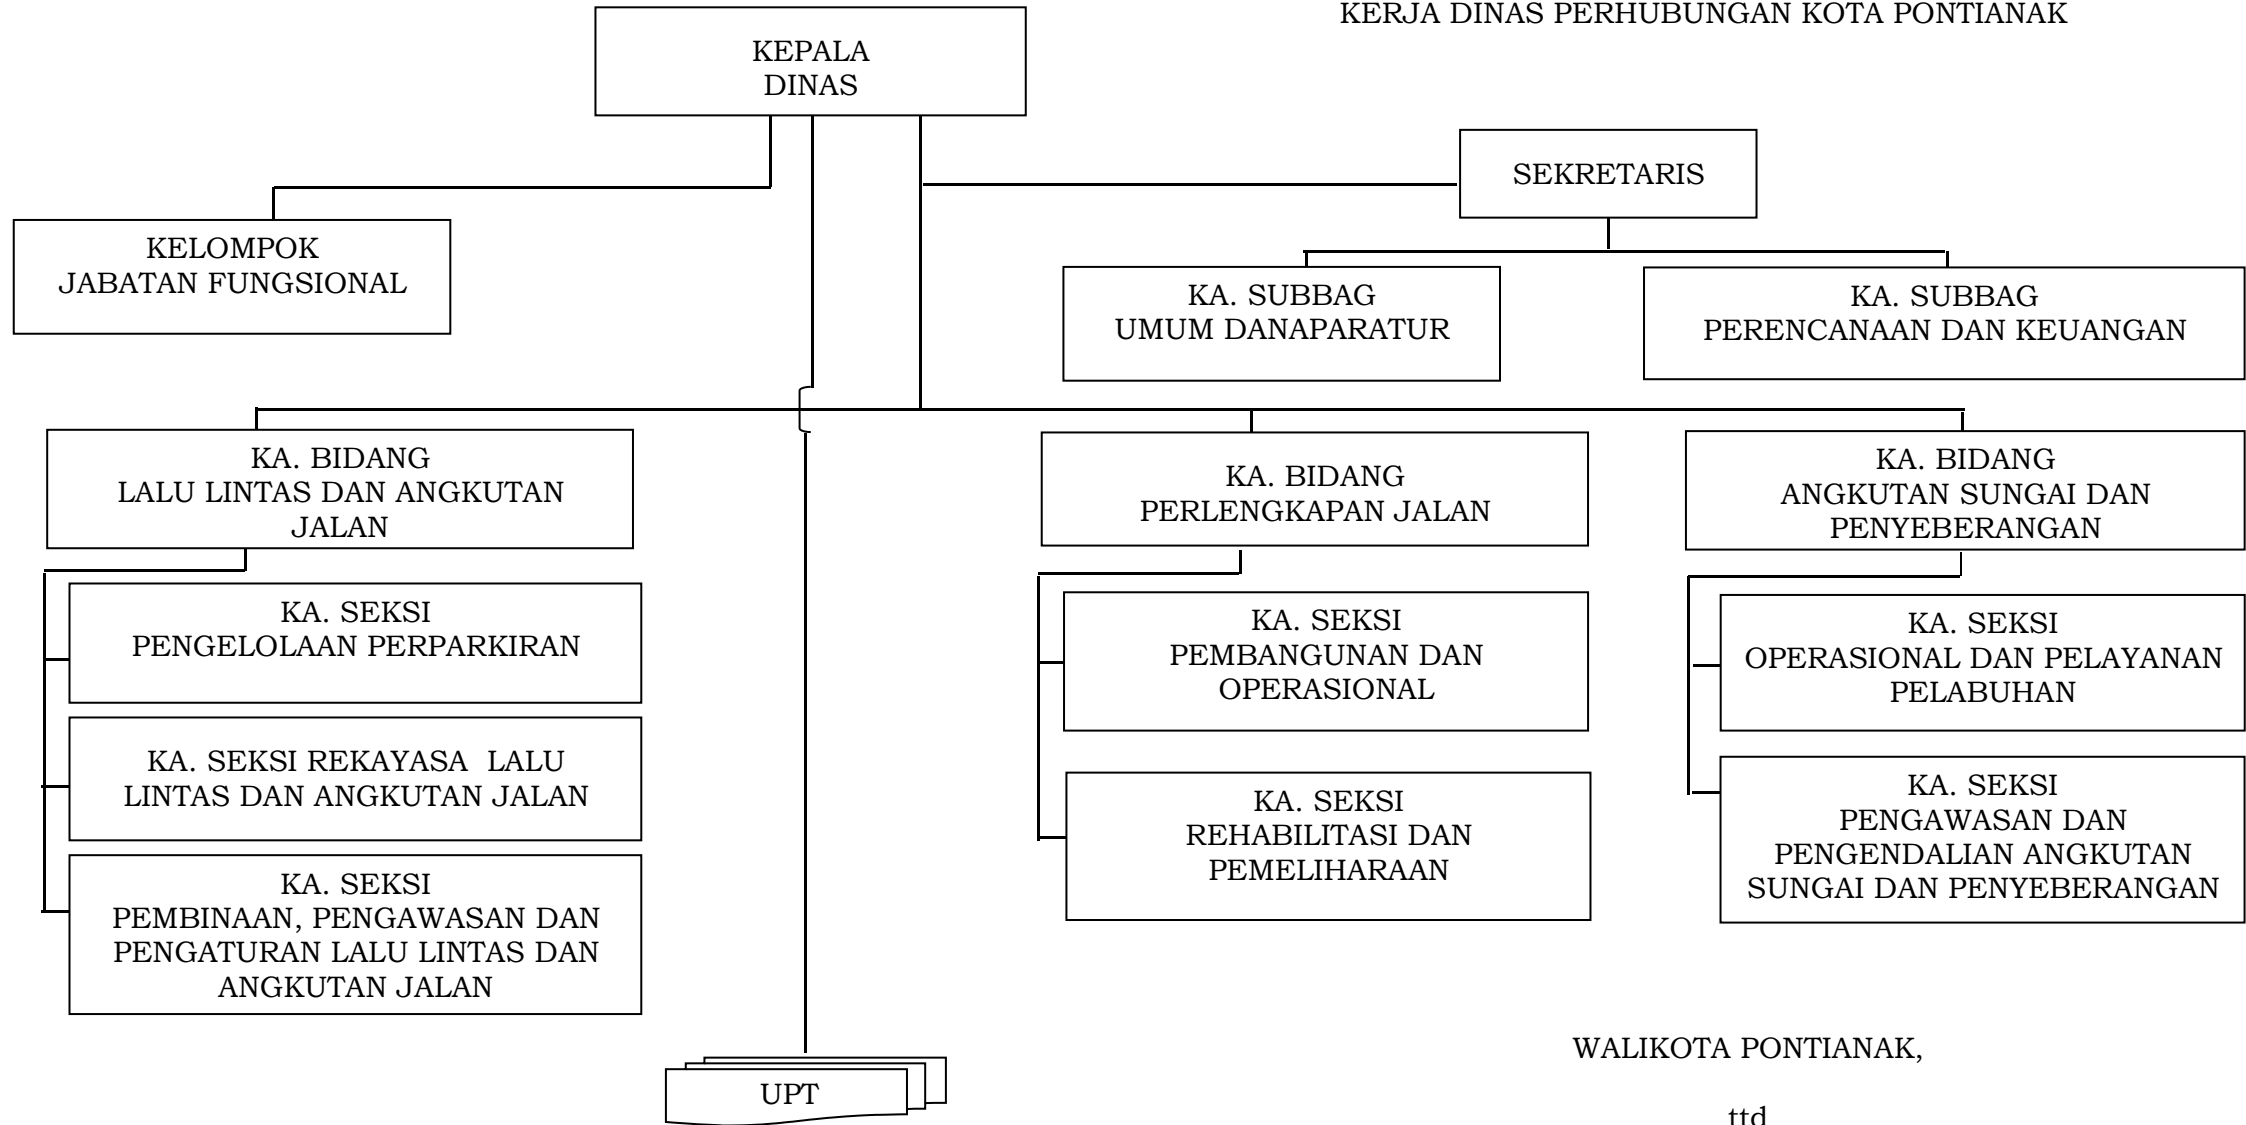 KERJA DINAS PERHUBUNGAN KOTA PONTIANAK
KEPALA
DINAS
SEKRETARIS
KELOMPOK
JABATAN FUNGSIONAL
KA. SUBBAG
UMUM DANAPARATUR
KA. SUBBAG
PERENCANAAN DAN KEUANGAN
KA. BIDANG
LALU LINTAS DAN ANGKUTAN
JALAN
KA. BIDANG
PERLENGKAPAN JALAN
KA. BIDANG
ANGKUTAN SUNGAI DAN
PENYEBERANGAN
KA. SEKSI
PENGELOLAAN PERPARKIRAN
KA. SEKSI REKAYASA  LALU
LINTAS DAN ANGKUTAN JALAN
KA. SEKSI
PEMBINAAN, PENGAWASAN DAN
PENGATURAN LALU LINTAS DAN
ANGKUTAN JALAN
KA. SEKSI
PEMBANGUNAN DAN
OPERASIONAL
KA. SEKSI
REHABILITASI DAN
PEMELIHARAAN
KA. SEKSI
OPERASIONAL DAN PELAYANAN
PELABUHAN
KA. SEKSI
PENGAWASAN DAN
PENGENDALIAN ANGKUTAN
SUNGAI DAN PENYEBERANGAN
UPT
WALIKOTA PONTIANAK,
ttd